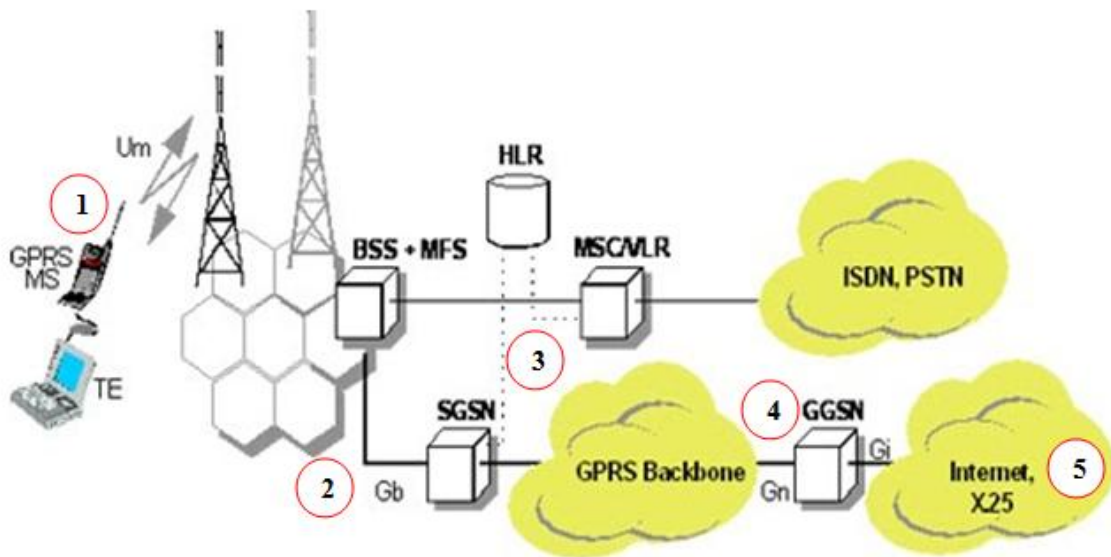 Um
1
GPRS
MS
TE
HLR
BSS + MFS
MSC/VLR
ISDN, PSTN
3
SGSN
4
GGSN
2
Gb
GPRS Backbone
Gn
Gi
Internet,
X.25
5